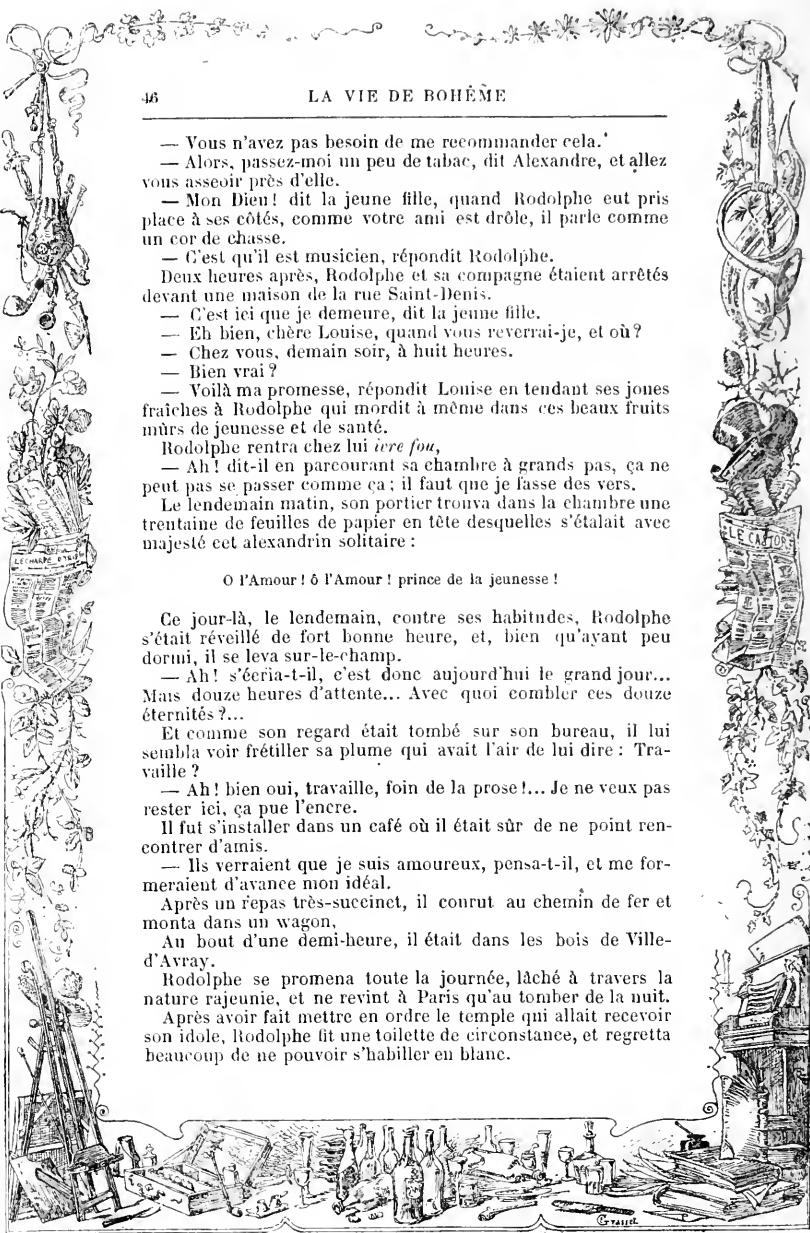 46 LA VIE DE BOHÊME
— Vous n'avez pas besoin de me recommander cela.
— Alors, passez-moi un peu de tabac, dit Alexandre, et allez
vous asseoir près d'elle.
— Mon Dieu! dit la jeune fille, quand Rodolphe eut pris
place à ses côtés, comme votre ami est drôle, il parle comme
un cor de chasse.
— C'est qu'il est musicien, répondit Rodolphe.
Deux heures après, Rodolphe et sa compagne étaient arrêtés
devant une maison de la rue Saint-Denis.
— C'est ici que je demeure, dit la jeune fille.
— Eh bien, chère Louise, quand vous reverrai-je, et où?
— Chez vous, demain soir, à huit heures.
— Bien vrai?
— Voilà ma promesse, répondit Louise en tendant ses joues
fraîches à Rodolphe qui mordit à même dans ces beaux fruits
mûrs de jeunesse et de santé.
Rodolphe rentra chez lui ivre fou,
— Ah! dit-il en parcourant sa chambre à grands pas, ça ne
peut pas se passer comme ça; il faut que je fasse des vers.
Le lendemain matin, son portier trouva dans la chambre une
trentaine de feuilles de papier en tête desquelles s'étalait avec
majesté cet alexandrin solitaire :
O l'Amour! ô l'Amour! prince de la jeunesse!
Ce jour-là, le lendemain, contre ses habitudes, Rodolphe
s'était réveillé de fort bonne heure, et, bien qu'ayant peu
dormi, il se leva sur-le-champ.
— Ah! s'écria-t-il, c'est donc aujourd'hui le grand jour...
Mais douze heures d'attente... Avec quoi combler ces douze
éternités?...
Et comme son regard était tombé sur son bureau, il lui
sembla voir frétiller sa plume qui avait l'air de lui dire : Tra-
vaille?
— Ah! bien oui, travaille, foin de la prose!... Je ne veux pas
rester ici, ça pue l'encre.
Il fut s'installer dans un café où il était sûr de ne point ren-
contrer d'amis.
— Ils verraient que je suis amoureux, pensa-t-il, et me for-
meraient d'avance mon idéal.
Après un repas très-succinct, il courut au chemin de fer et
monta dans un wagon,
Au bout d'une demi-heure, il était dans les bois de Ville-
d'Avray.
Rodolphe se promena toute la journée, lâché à travers la
nature rajeunie, et ne revint à Paris qu'au tomber de la nuit.
Après avoir fait mettre en ordre le temple qui allait recevoir
son idole, Rodolphe fit une toilette de circonstance, et regretta
beaucoup de ne pouvoir s'habiller en blanc.
L'ECHARPE D'IRIS
LE CASTOR
Grasset